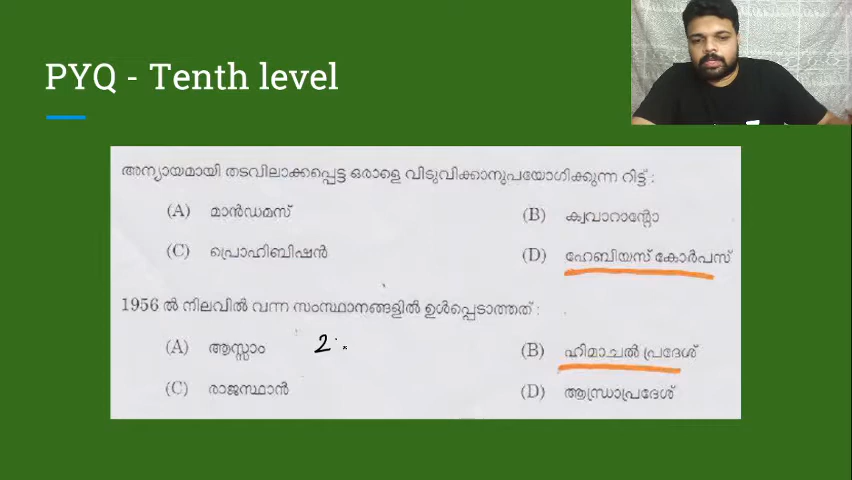 PYQ - Tenth level
അന്യായമായി തടവിലാക്കപ്പെട്ട ഒരാളെ വിടുവിക്കാനുപയോഗിക്കുന്ന റിട്ട് :
(A) മാൻഡമസ് (B) ക്വവാറാന്റോ
(C) പ്രൊഹിബിഷൻ (D) ഹേബിയസ് കോർപസ്
1956 ൽ നിലവിൽ വന്ന സംസ്ഥാനങ്ങളിൽ ഉൾപ്പെടാത്തത് :
(A) ആസ്സാം 2 (B) ഹിമാചൽ പ്രദേശ്
(C) രാജസ്ഥാൻ (D) ആന്ധ്രാപ്രദേശ്